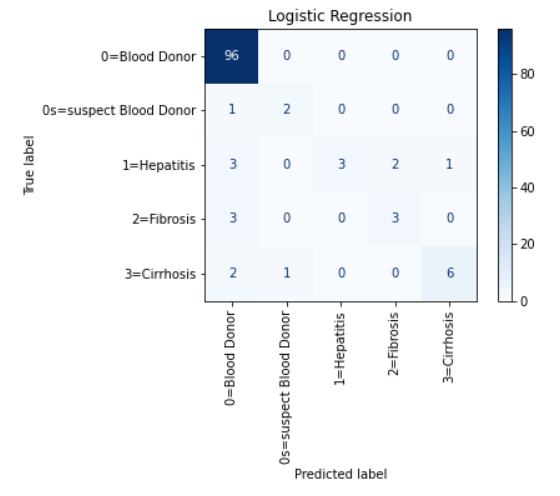 Logistic Regression
True label
0=Blood Donor 96 0 0 0 0
0s=suspect Blood Donor 1 2 0 0 0
1=Hepatitis 3 0 3 2 1
2=Fibrosis 3 0 0 3 0
3=Cirrhosis 2 1 0 0 6
0=Blood Donor
0s=suspect Blood Donor
1=Hepatitis
2=Fibrosis
3=Cirrhosis
Predicted label
80
60
40
20
0